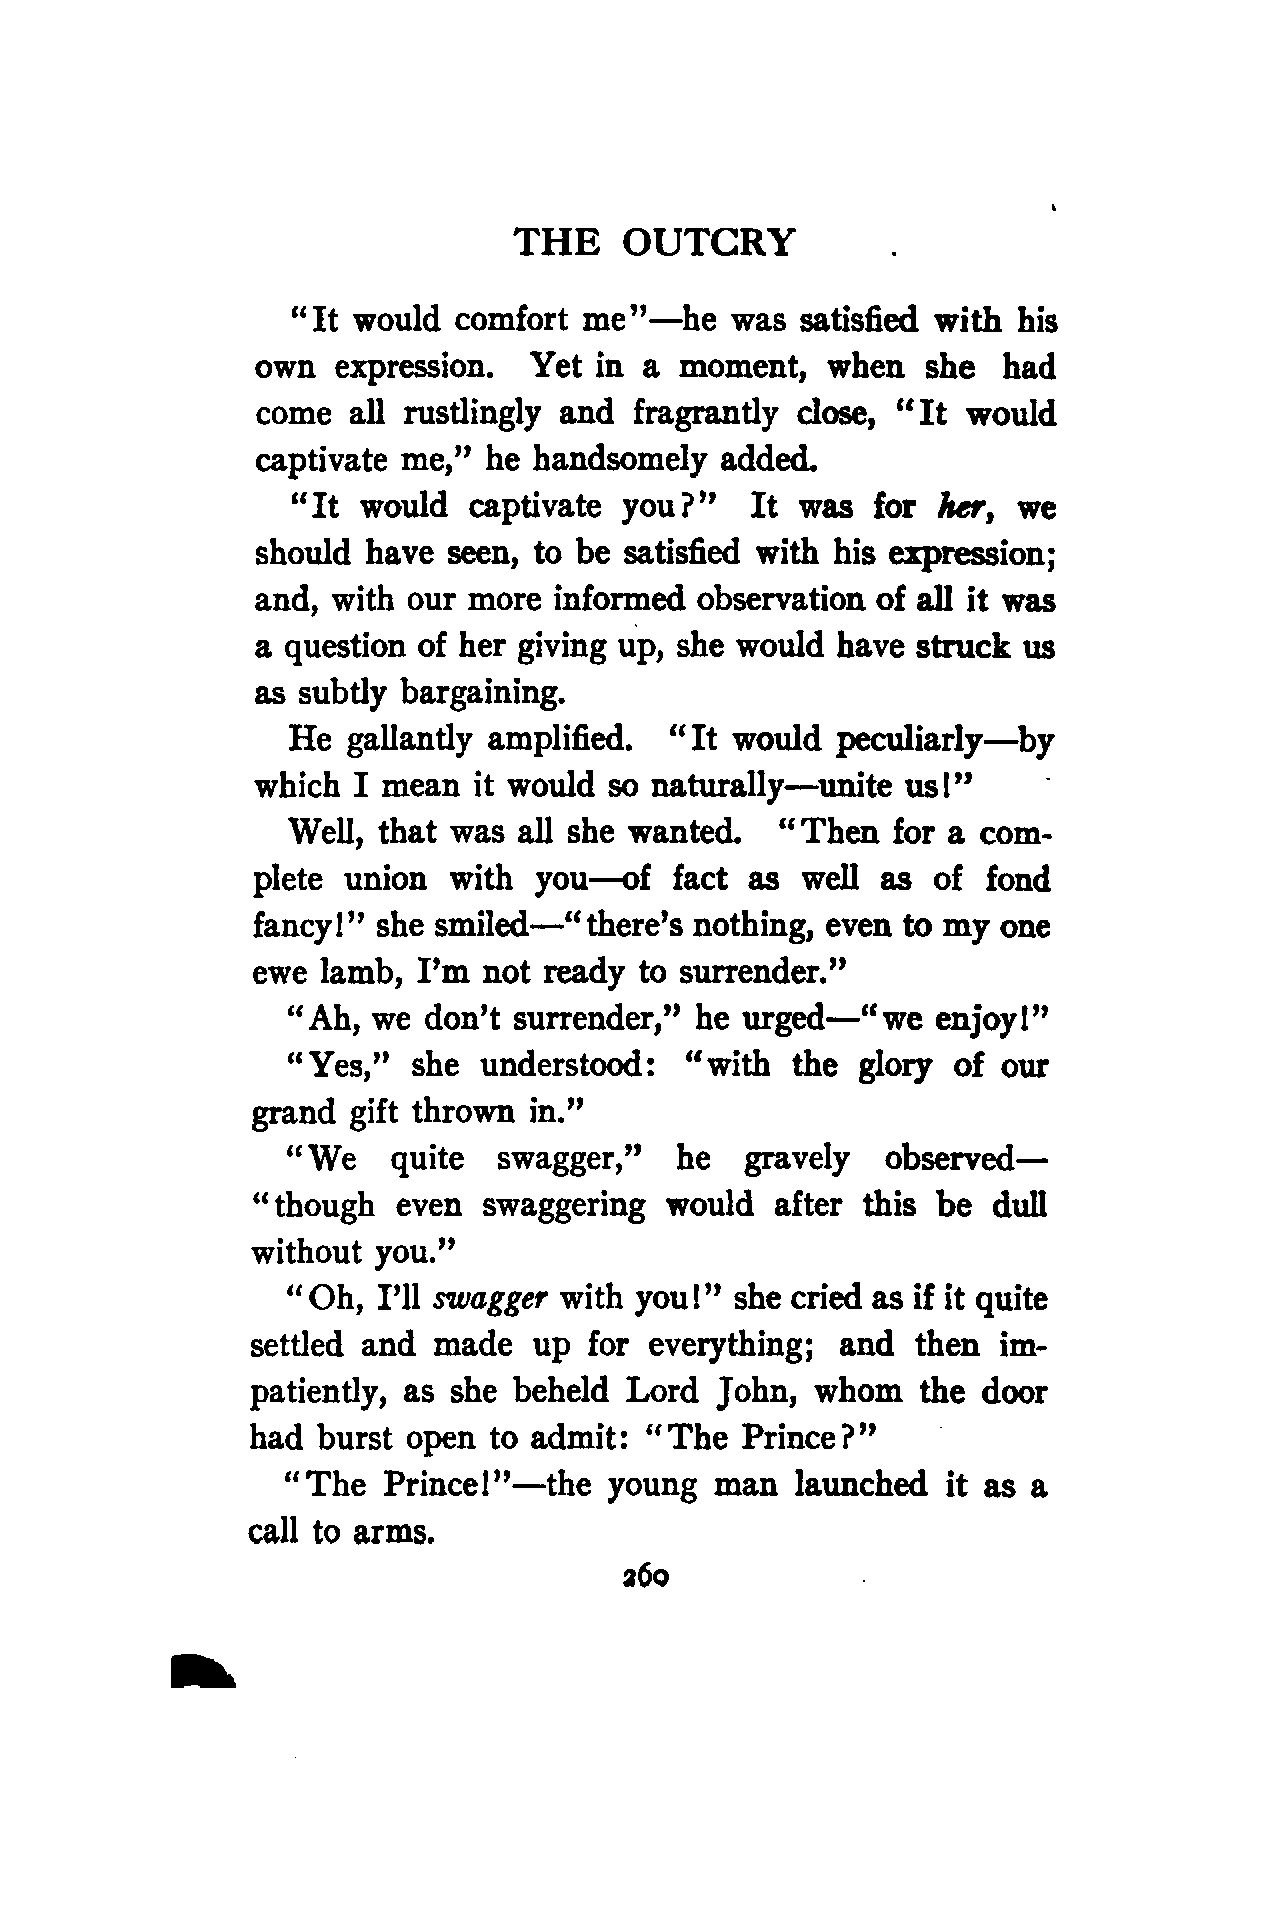 THE OUTCRY
"It would comfort me"—he was satisfied with his
own expression. Yet in a moment, when she had
come all rustlingly and fragrantly close, "It would
captivate me," he handsomely added.
"It would captivate you?" It was for her, we
should have seen, to be satisfied with his expression;
and, with our more informed observation of all it was
a question of her giving up, she would have struck us
as subtly bargaining.
He gallantly amplified. "It would peculiarly—by
which I mean it would so naturally—unite us!"
Well, that was all she wanted. "Then for a com-
plete union with you—of fact as well as of fond
fancy!" she smiled—"there's nothing, even to my one
ewe lamb, I'm not ready to surrender."
"Ah, we don't surrender," he urged—"we enjoy!"
"Yes," she understood: "with the glory of our
grand gift thrown in."
"We quite swagger," he gravely observed—
"though even swaggering would after this be dull
without you."
"Oh, I'll swagger with you!" she cried as if it quite
settled and made up for everything; and then im-
patiently, as she beheld Lord John, whom the door
had burst open to admit: "The Prince?"
"The Prince!"—the young man launched it as a
call to arms.
260